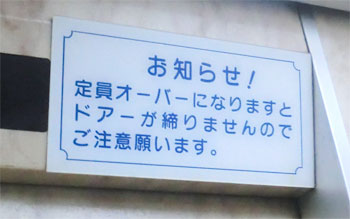 お知らせ!
定員オーバーになりますと
ドアーが締りませんので
ご注意願います。